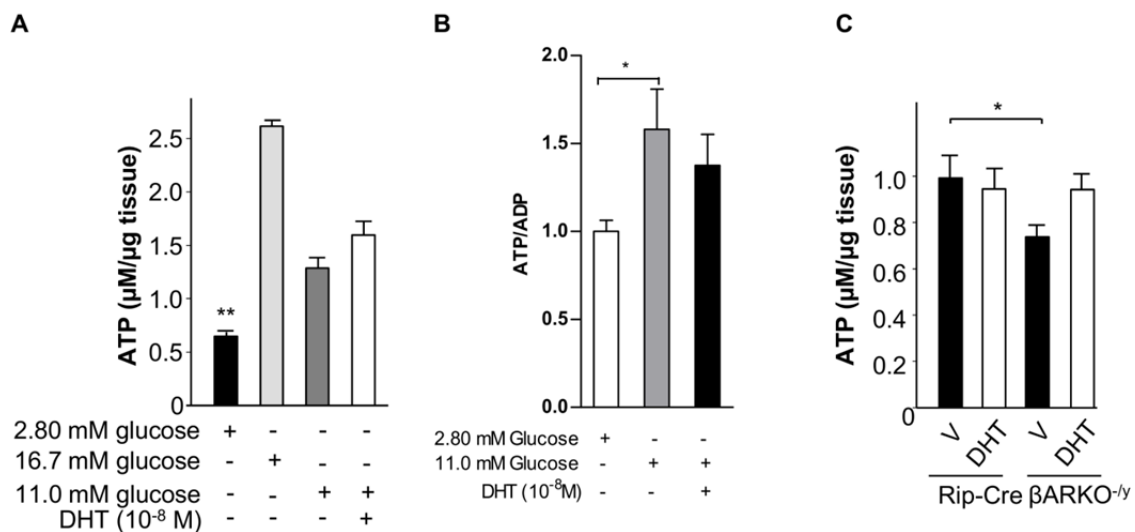 A
ATP (µM/µg tissue)
2.5
2.0
1.5
1.0
0.5
0
**
2.80 mM glucose + - - -
16.7 mM glucose - + - -
11.0 mM glucose - - + +
DHT (10⁻⁸ M) - - - +
B
ATP/ADP
2.0
1.5
1.0
0.5
0.0
*
2.80 mM Glucose + - -
11.0 mM Glucose - + +
DHT (10⁻⁸M) - - +
C
ATP (µM/µg tissue)
1.0
0.8
0.6
0.4
0.2
0
*
V DHT V DHT
Rip-Cre βARKO⁻/ʸ